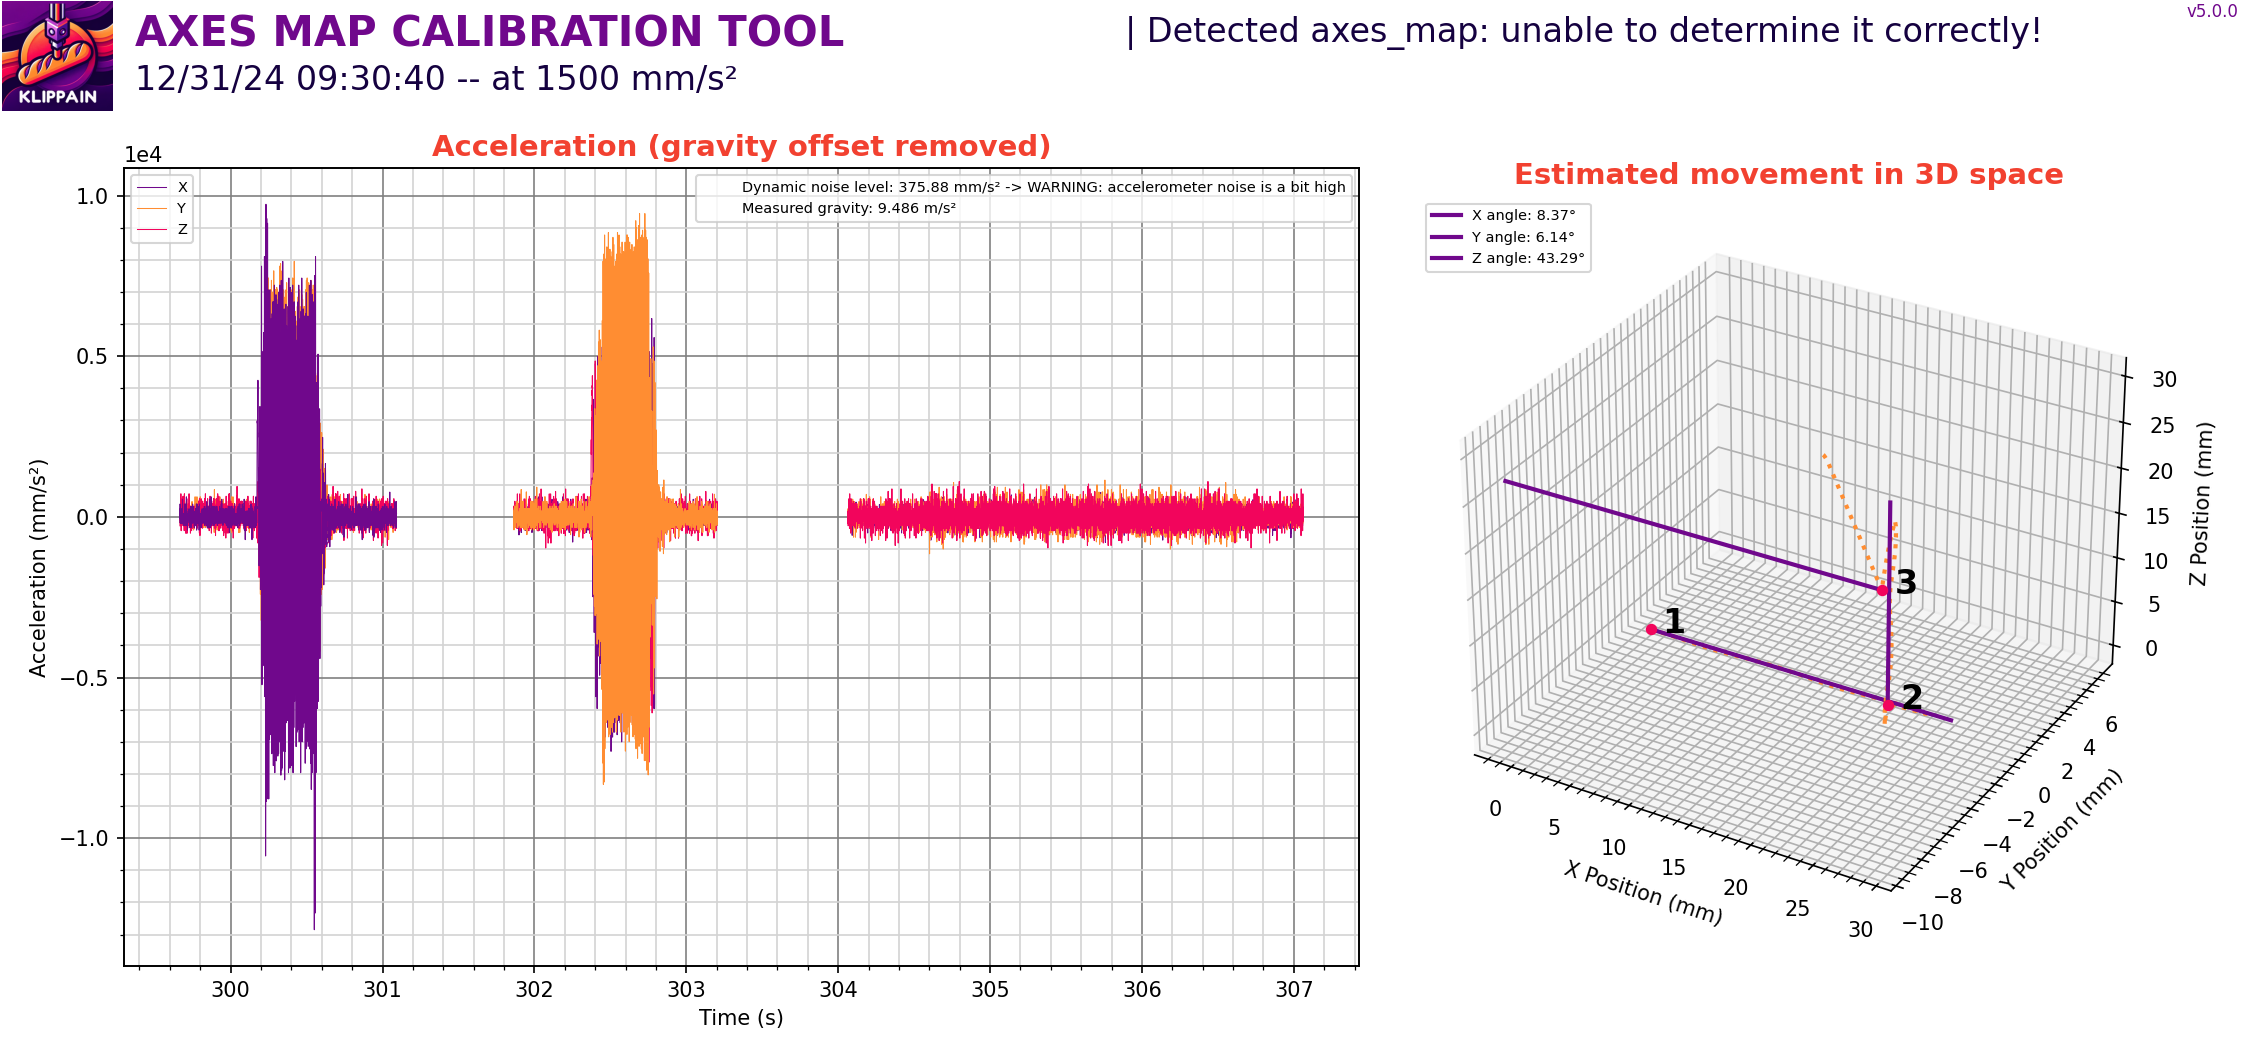 AXES MAP CALIBRATION TOOL
| Detected axes_map: unable to determine it correctly!
v5.0.0
12/31/24 09:30:40 -- at 1500 mm/s²
KLIPPAIN
Acceleration (gravity offset removed)
1e4
X
Y
Z
Dynamic noise level: 375.88 mm/s² -> WARNING: accelerometer noise is a bit high
Measured gravity: 9.486 m/s²
1.0
0.5
0.0
−0.5
−1.0
Acceleration (mm/s²)
300 301 302 303 304 305 306 307
Time (s)
Estimated movement in 3D space
X angle: 8.37°
Y angle: 6.14°
Z angle: 43.29°
1
2
3
0 5 10 15 20 25 30
X Position (mm)
−10 −8 −6 −4 −2 0 2 4 6
Y Position (mm)
30
25
20
15
10
5
0
Z Position (mm)